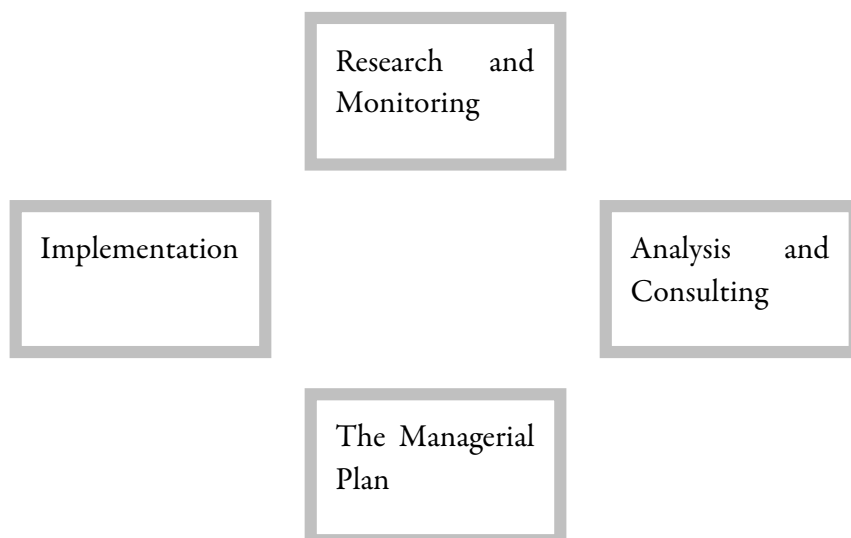 Research and
Monitoring
Implementation
Analysis and
Consulting
The Managerial
Plan